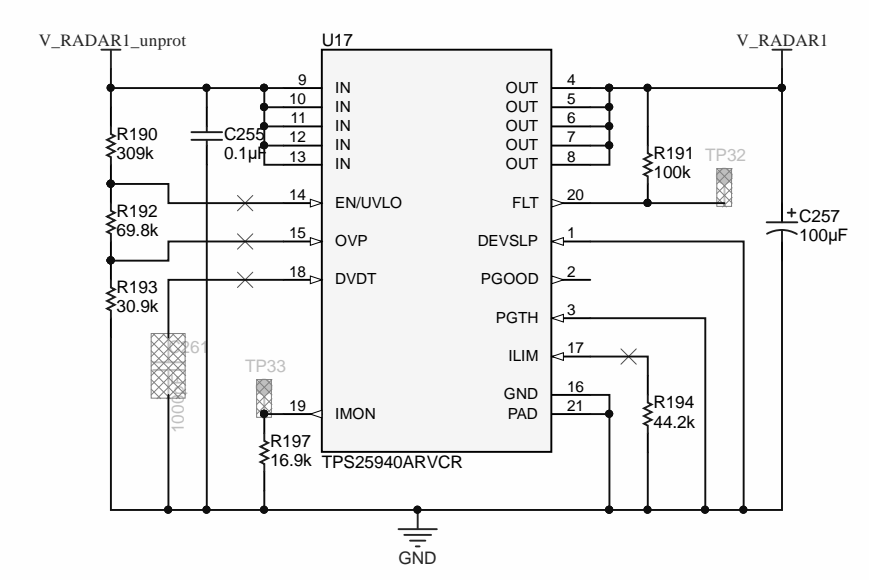 V_RADAR1_unprot
U17
V_RADAR1
9 IN OUT 4
10 IN OUT 5
11 IN OUT 6
12 IN OUT 7
13 IN OUT 8
R190
309k
C255
0.1µF
R191
100k
TP32
14 EN/UVLO FLT 20
R192
69.8k
C257
100µF
15 OVP DEVSLP 1
18 DVDT PGOOD 2
R193
30.9k
PGTH 3
ILIM 17
TP33
GND 16
19 IMON PAD 21
R194
44.2k
R197
16.9k
TPS25940ARVCR
GND
+